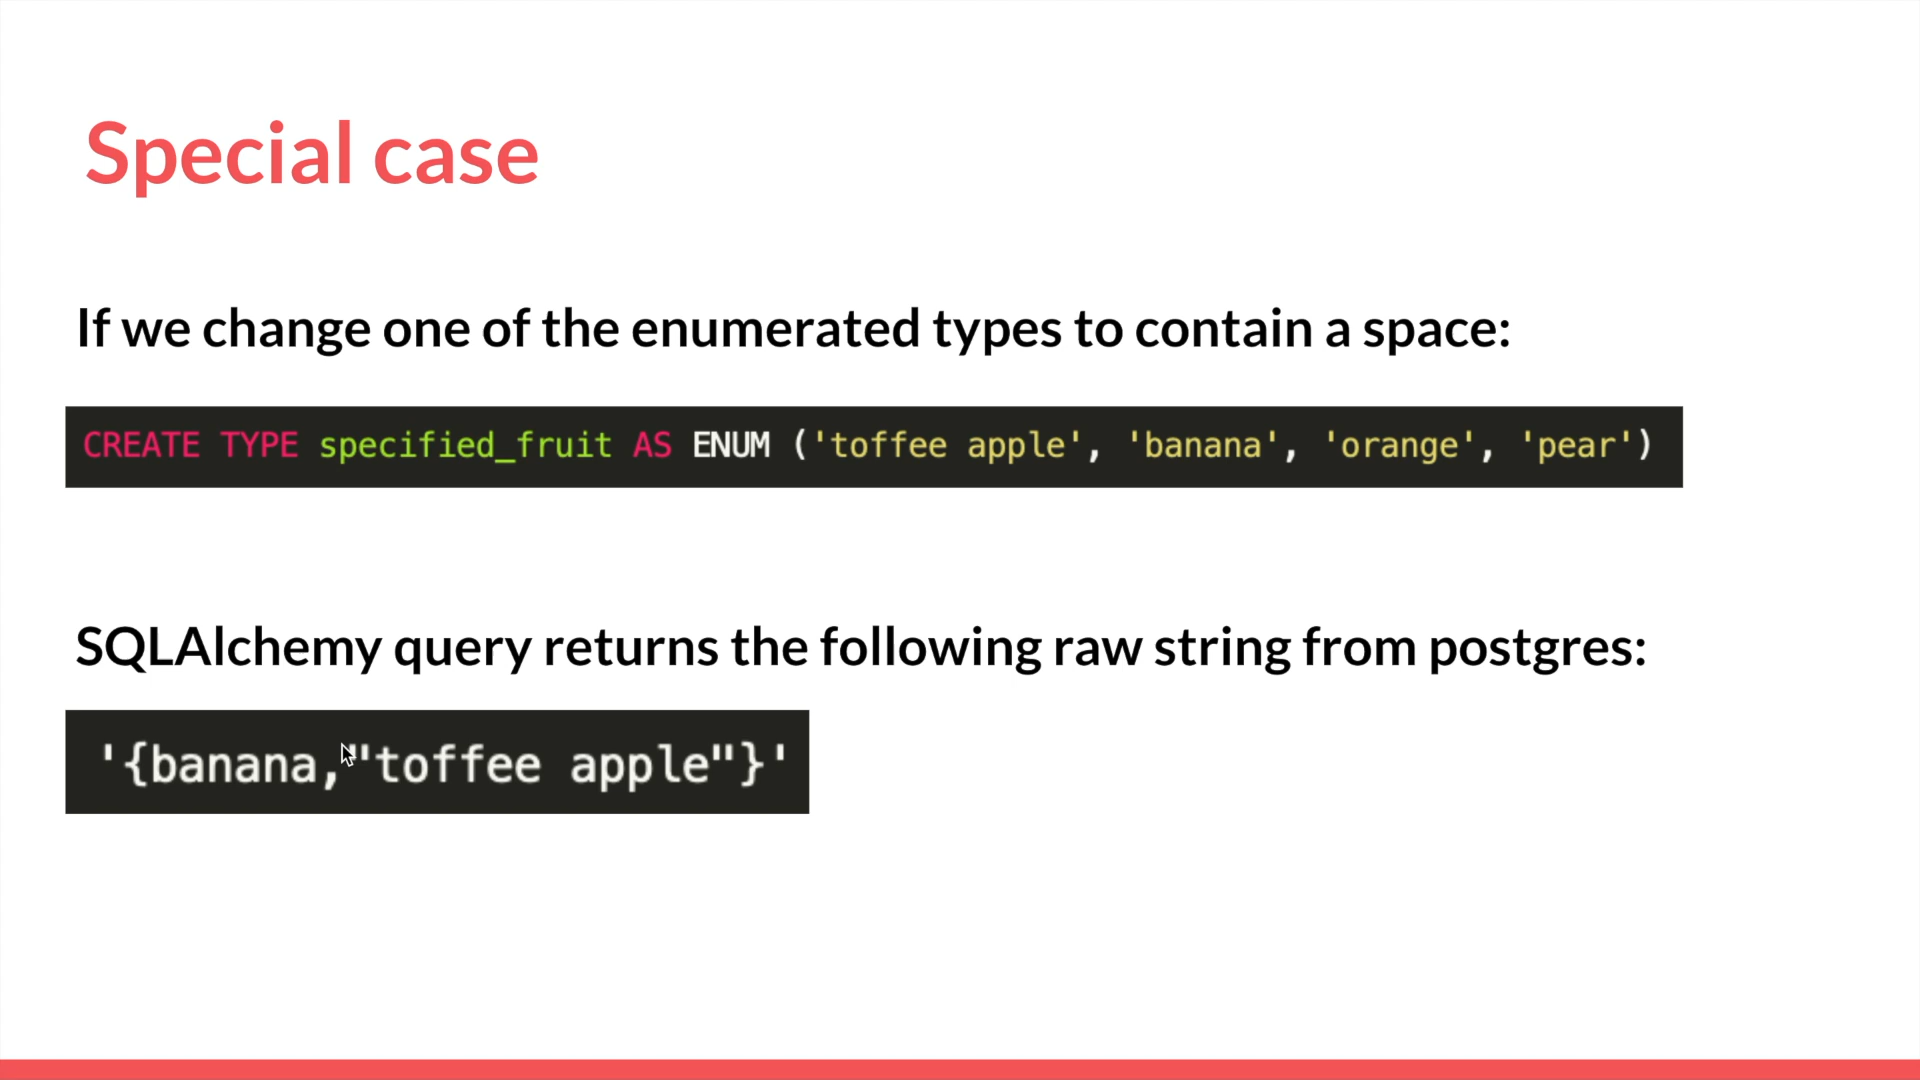 Special case
If we change one of the enumerated types to contain a space:
CREATE TYPE specified_fruit AS ENUM ('toffee apple', 'banana', 'orange', 'pear')
SQLAlchemy query returns the following raw string from postgres:
'{banana,"toffee apple"}'